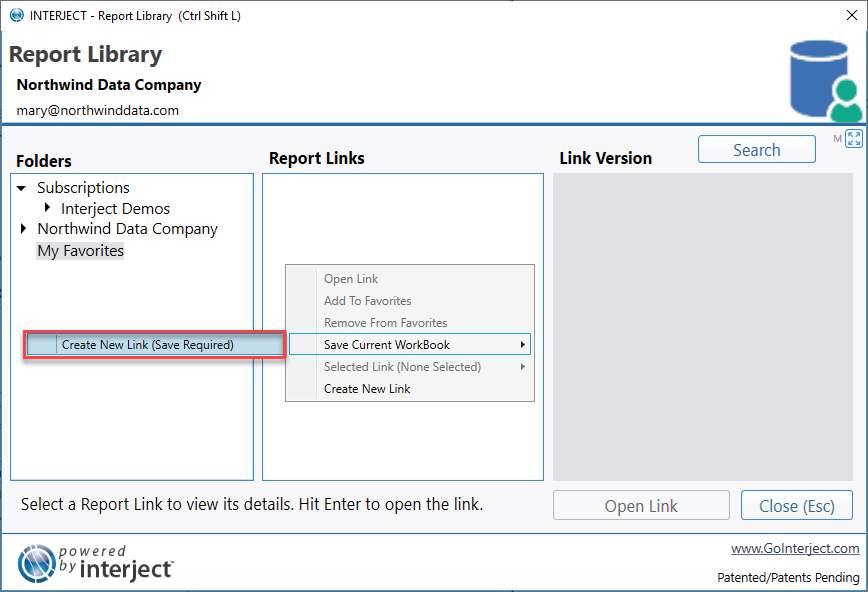 INTERJECT - Report Library (Ctrl Shift L)
Report Library
Northwind Data Company
mary@northwinddata.com
M
Search
Folders
Report Links
Link Version
Subscriptions
Interject Demos
Northwind Data Company
My Favorites
Open Link
Add To Favorites
Remove From Favorites
Save Current WorkBook
Create New Link (Save Required)
Selected Link (None Selected)
Create New Link
Select a Report Link to view its details. Hit Enter to open the link.
Open Link
Close (Esc)
powered
by interject™
www.GoInterject.com
Patented/Patents Pending